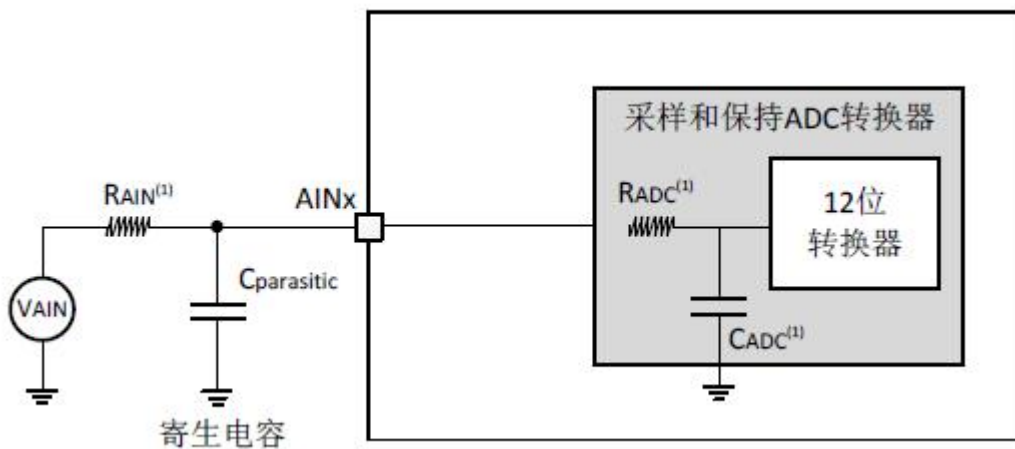 采样和保持ADC转换器
RAIN(1)
AINx
RADC(1)
12位
转换器
VAIN
Cparasitic
CADC(1)
寄生电容